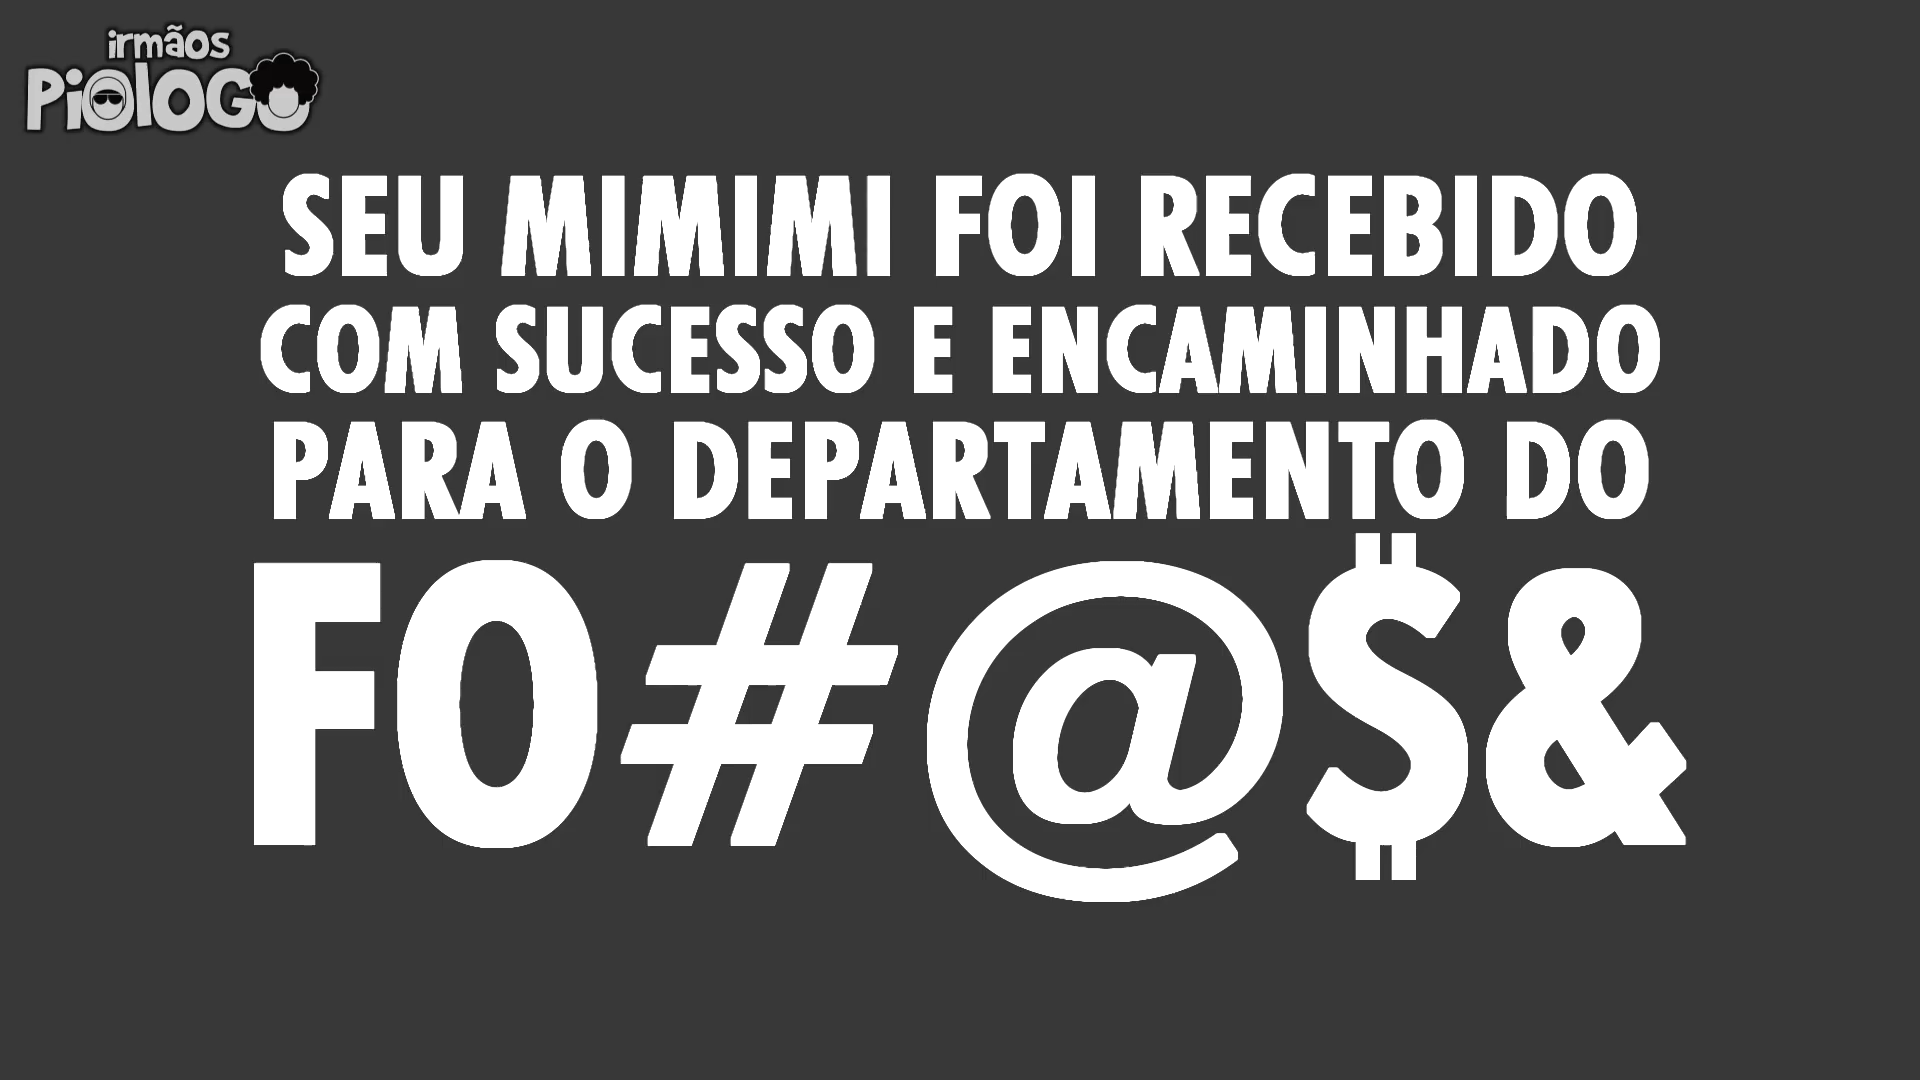 irmãos
PiOLOGO
SEU MIMIMI FOI RECEBIDO
COM SUCESSO E ENCAMINHADO
PARA O DEPARTAMENTO DO
FO#@$&